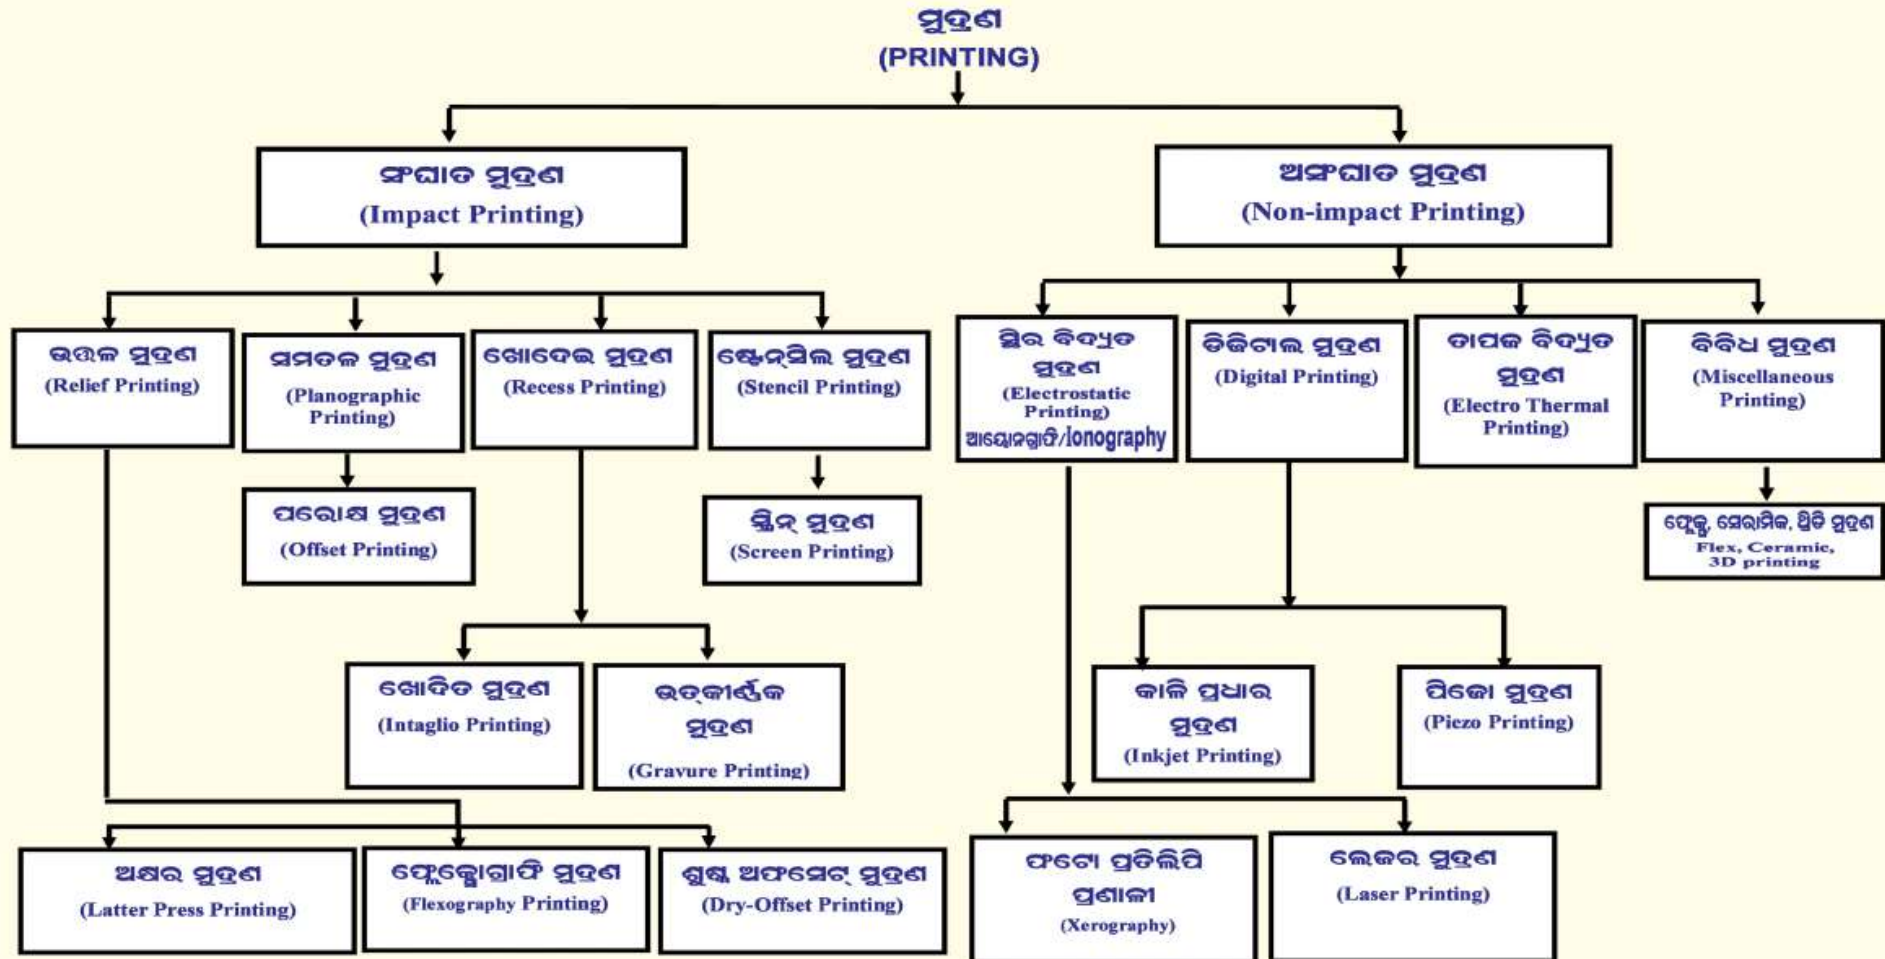 ମୁଦ୍ରଣ
(PRINTING)
ସଂଘାତ ମୁଦ୍ରଣ
(Impact Printing)
ଅସଂଘାତ ମୁଦ୍ରଣ
(Non-impact Printing)
ଉତ୍ତଳ ମୁଦ୍ରଣ
(Relief Printing)
ସମତଳ ମୁଦ୍ରଣ
(Planographic
Printing)
ଖୋଦେଇ ମୁଦ୍ରଣ
(Recess Printing)
ଷ୍ଟେନ୍‌ସିଲ ମୁଦ୍ରଣ
(Stencil Printing)
ସ୍ଥିର ବିଦ୍ୟୁତ
ମୁଦ୍ରଣ
(Electrostatic
Printing)
ଆୟୋନଗ୍ରାଫି/Ionography
ଡିଜିଟାଲ ମୁଦ୍ରଣ
(Digital Printing)
ତାପଜ ବିଦ୍ୟୁତ
ମୁଦ୍ରଣ
(Electro Thermal
Printing)
ବିବିଧ ମୁଦ୍ରଣ
(Miscellaneous
Printing)
ପରୋକ୍ଷ ମୁଦ୍ରଣ
(Offset Printing)
ସ୍କ୍ରିନ୍ ମୁଦ୍ରଣ
(Screen Printing)
ଫ୍ଲେକ୍ସ, ସେରାମିକ, ଥ୍ରିଡି ମୁଦ୍ରଣ
Flex, Ceramic,
3D printing
ଖୋଦିତ ମୁଦ୍ରଣ
(Intaglio Printing)
ଉତ୍‌କୀର୍ଣ୍ଣକ
ମୁଦ୍ରଣ
(Gravure Printing)
କାଳି ପ୍ରଧାର
ମୁଦ୍ରଣ
(Inkjet Printing)
ପିଜୋ ମୁଦ୍ରଣ
(Piezo Printing)
ଅକ୍ଷର ମୁଦ୍ରଣ
(Latter Press Printing)
ଫ୍ଲେକ୍ସୋଗ୍ରାଫି ମୁଦ୍ରଣ
(Flexography Printing)
ଶୁଷ୍କ ଅଫସେଟ୍ ମୁଦ୍ରଣ
(Dry-Offset Printing)
ଫଟୋ ପ୍ରତିଲିପି
ପ୍ରଣାଳୀ
(Xerography)
ଲେଜର ମୁଦ୍ରଣ
(Laser Printing)